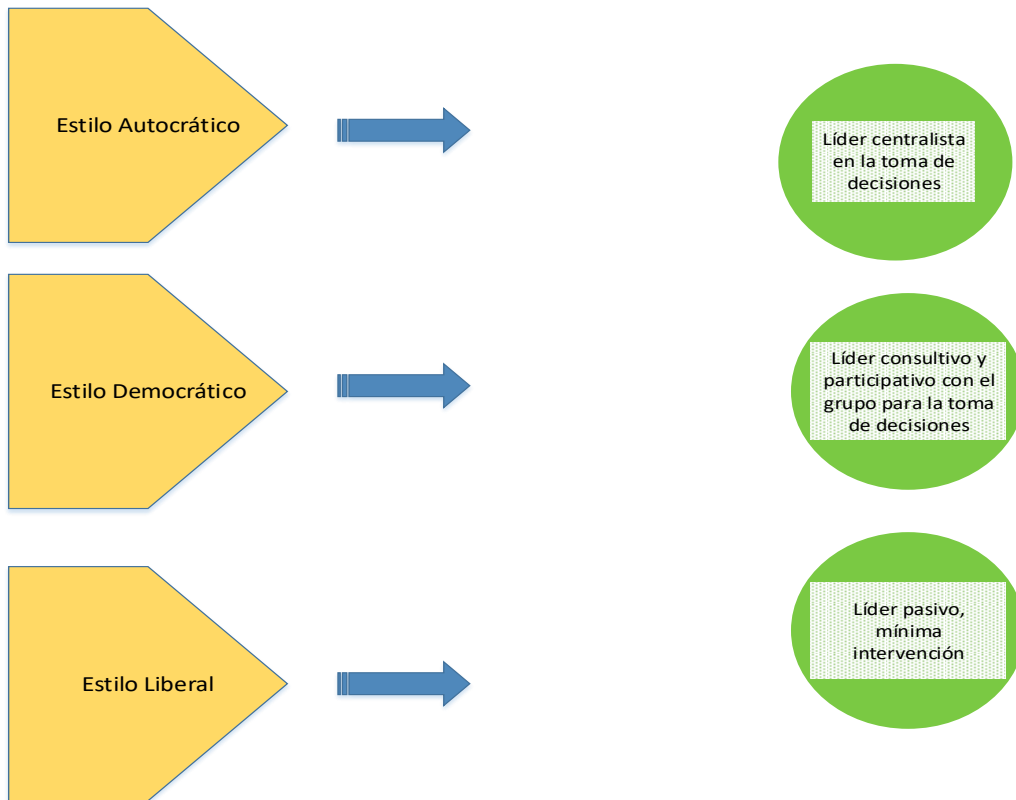 Estilo Autocrático
Líder centralista
en la toma de
decisiones
Estilo Democrático
Líder consultivo y
participativo con el
grupo para la toma
de decisiones
Estilo Liberal
Líder pasivo,
mínima
intervención